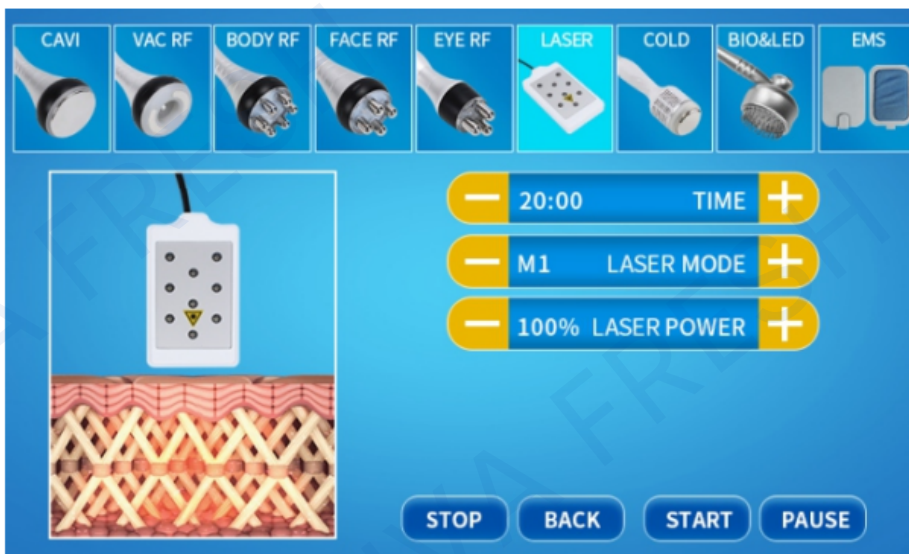 CAVI
VAC RF
BODY RF
FACE RF
EYE RF
LASER
COLD
BIO&LED
EMS
− 20:00 TIME +
− M1 LASER MODE +
− 100% LASER POWER +
STOP
BACK
START
PAUSE